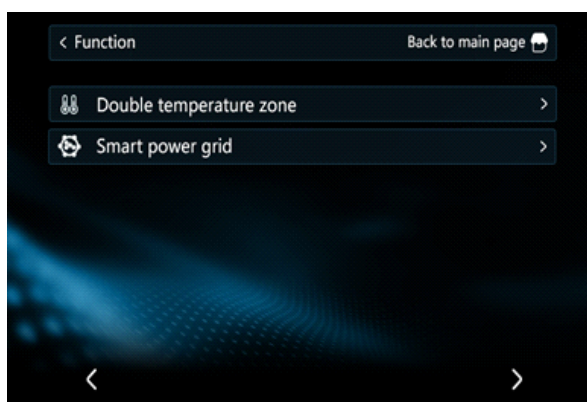 < Function Back to main page
Double temperature zone >
Smart power grid >
< >